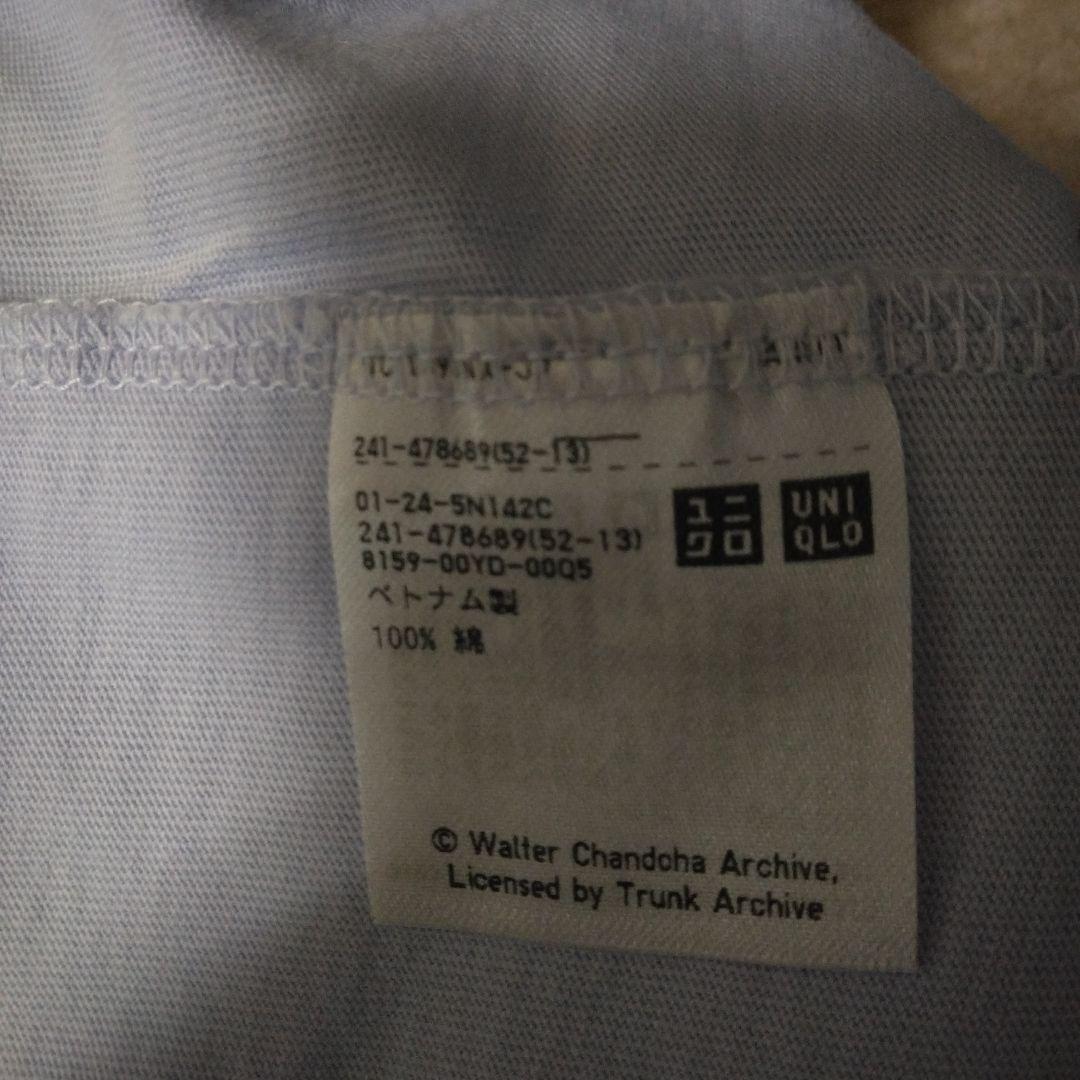 241-478689(52-13)
01-24-5N142C
241-478689(52-13)
8159-00YD-00Q5
ベトナム製
100% 綿
ユニ
クロ
UNI
QLO
© Walter Chandoha Archive,
Licensed by Trunk Archive